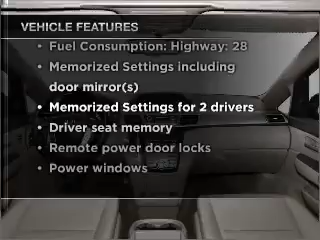 VEHICLE FEATURES
• Fuel Consumption: Highway: 28
• Memorized Settings including
door mirror(s)
• Memorized Settings for 2 drivers
• Driver seat memory
• Remote power door locks
• Power windows